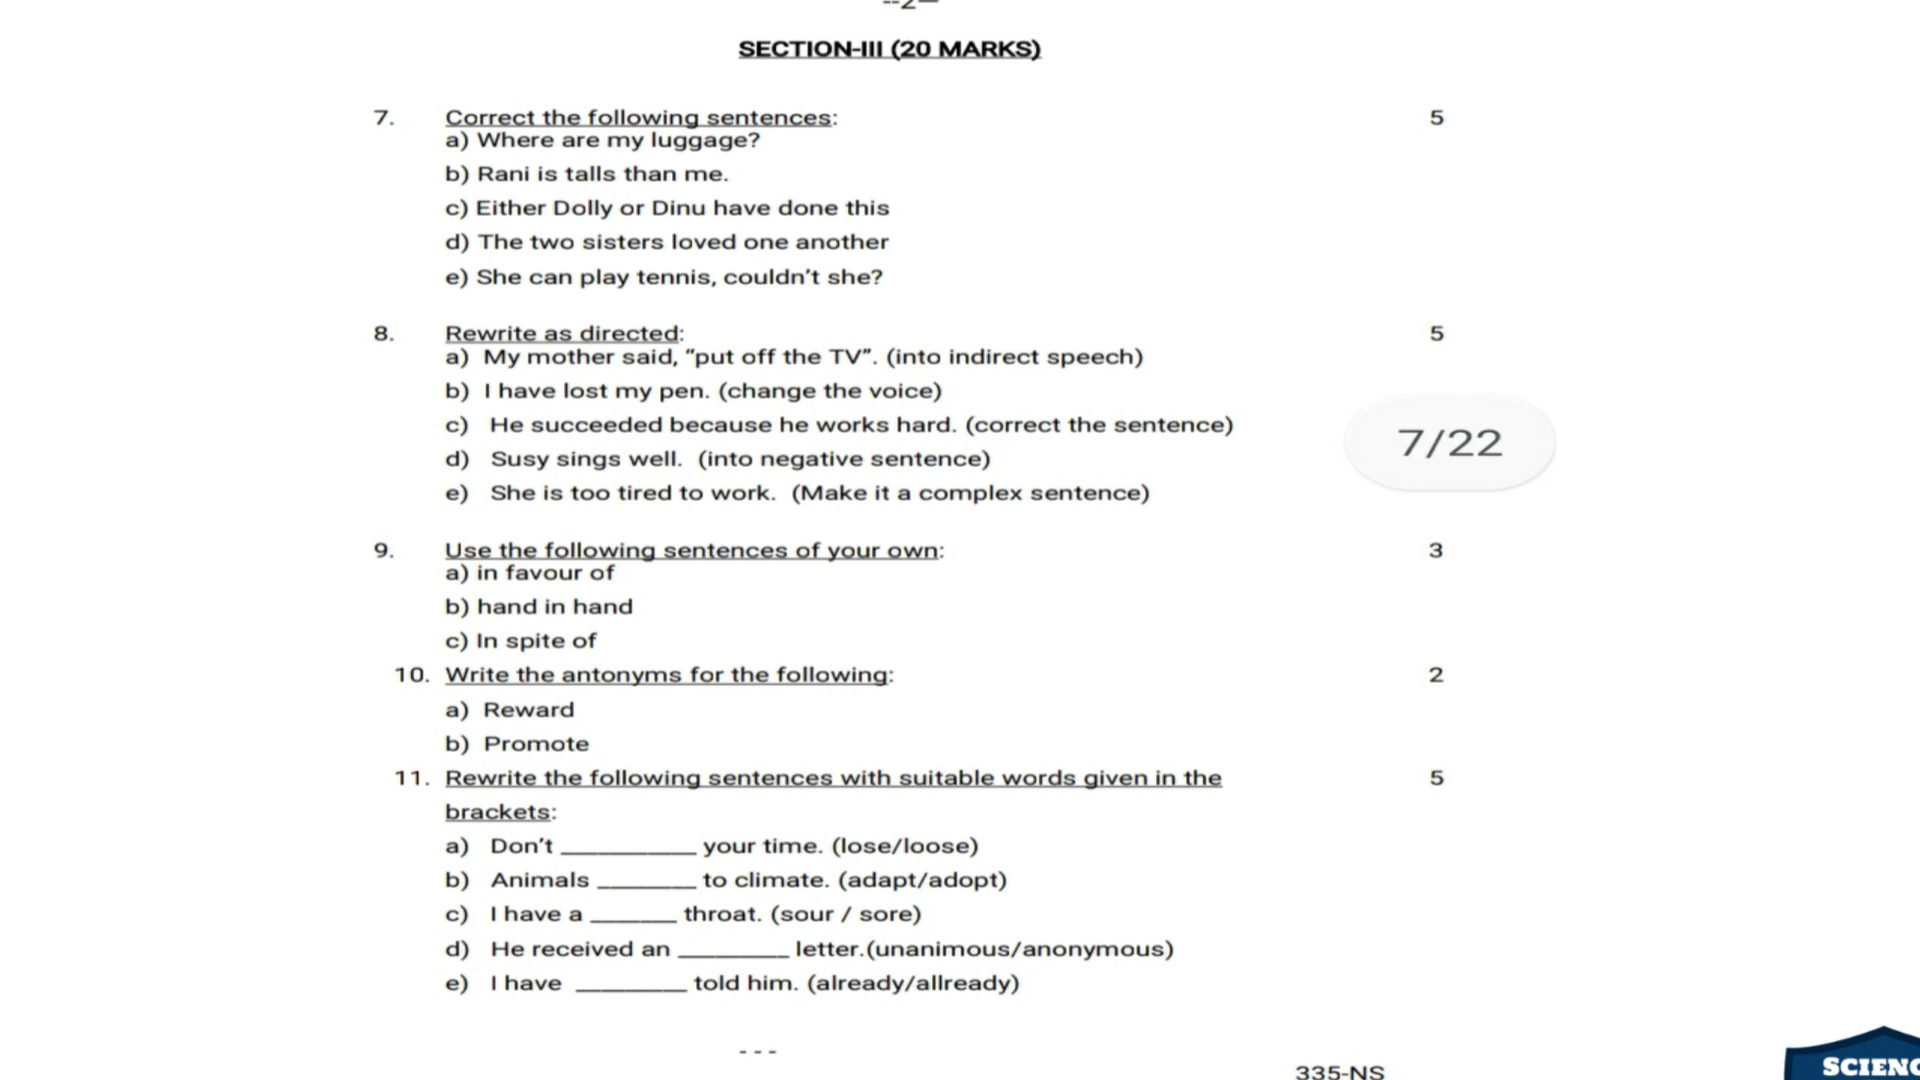 --2—
SECTION-III (20 MARKS)
7. Correct the following sentences: 5
a) Where are my luggage?
b) Rani is talls than me.
c) Either Dolly or Dinu have done this
d) The two sisters loved one another
e) She can play tennis, couldn't she?
8. Rewrite as directed: 5
a) My mother said, "put off the TV". (into indirect speech)
b) I have lost my pen. (change the voice)
c) He succeeded because he works hard. (correct the sentence)
7/22
d) Susy sings well. (into negative sentence)
e) She is too tired to work. (Make it a complex sentence)
9. Use the following sentences of your own: 3
a) in favour of
b) hand in hand
c) In spite of
10. Write the antonyms for the following: 2
a) Reward
b) Promote
11. Rewrite the following sentences with suitable words given in the 5
brackets:
a) Don't __________ your time. (lose/loose)
b) Animals _______ to climate. (adapt/adopt)
c) I have a ______ throat. (sour / sore)
d) He received an ________ letter.(unanimous/anonymous)
e) I have ________ told him. (already/allready)
- - -
335-NS